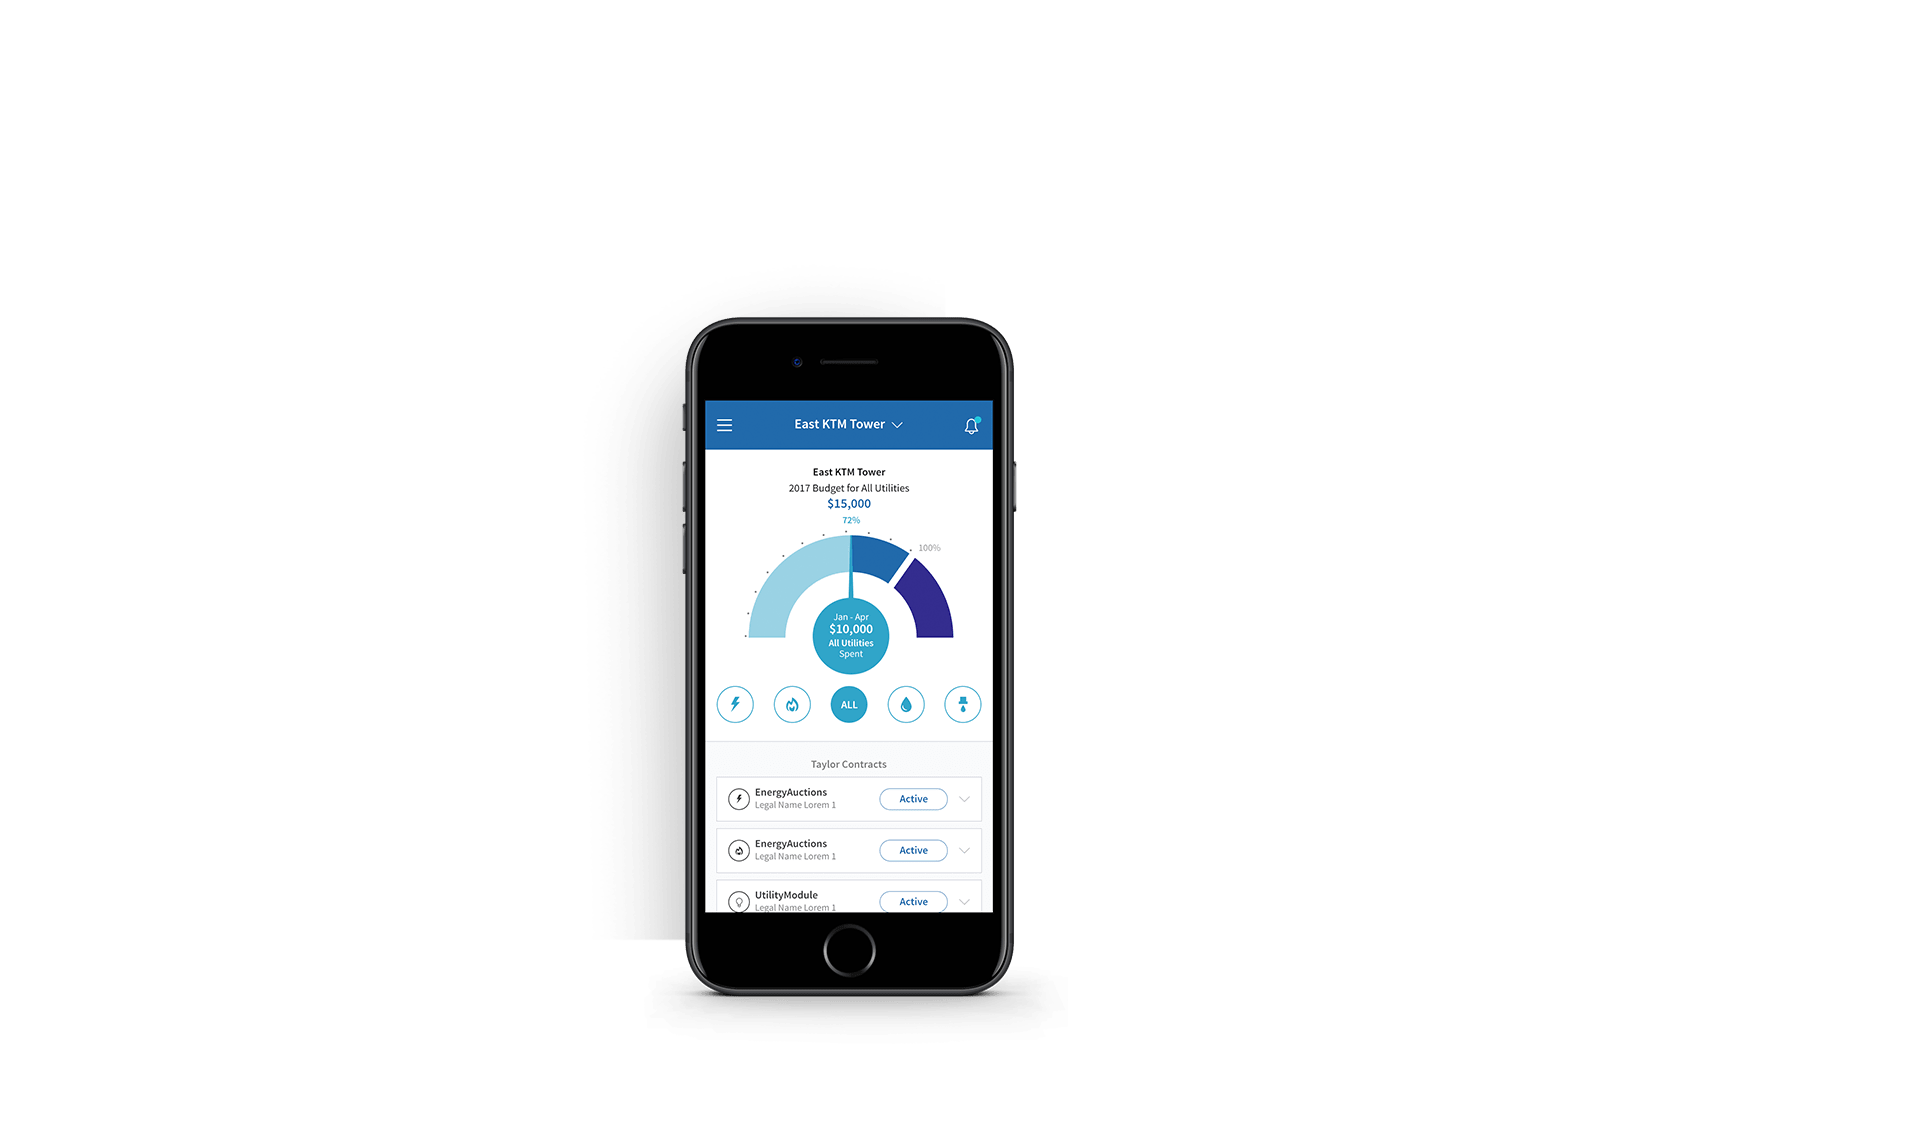 East KTM Tower
East KTM Tower
2017 Budget for All Utilities
$15,000
72%
100%
Jan - Apr
$10,000
All Utilities
Spent
ALL
Taylor Contracts
EnergyAuctions
Legal Name Lorem 1
Active
EnergyAuctions
Legal Name Lorem 1
Active
UtilityModule
Legal Name Lorem 1
Active